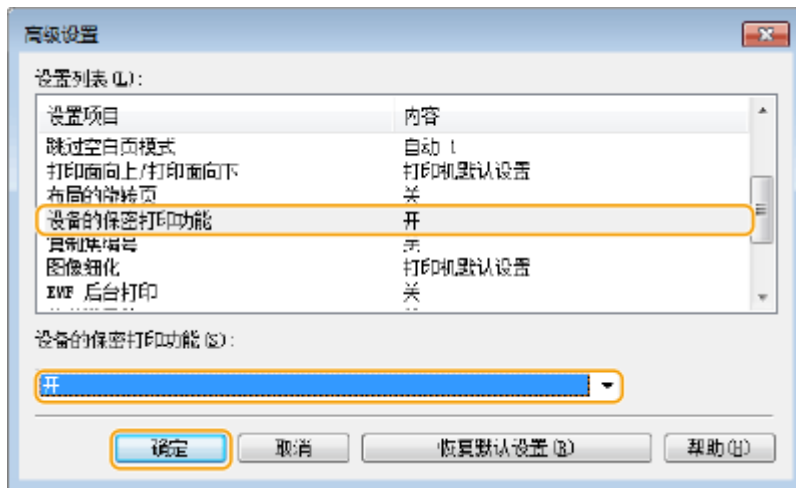 高级设置
设置列表(L):
设置项目 内容
跳过空白页模式 自动
打印面向上/打印面向下 打印机默认设置
布局的旋转页 关
设备的保密打印功能 开
复制集编号 关
图像细化 打印机默认设置
EMF 后台打印 关
设备的保密打印功能(S):
开
确定 取消 恢复默认设置(R) 帮助(H)